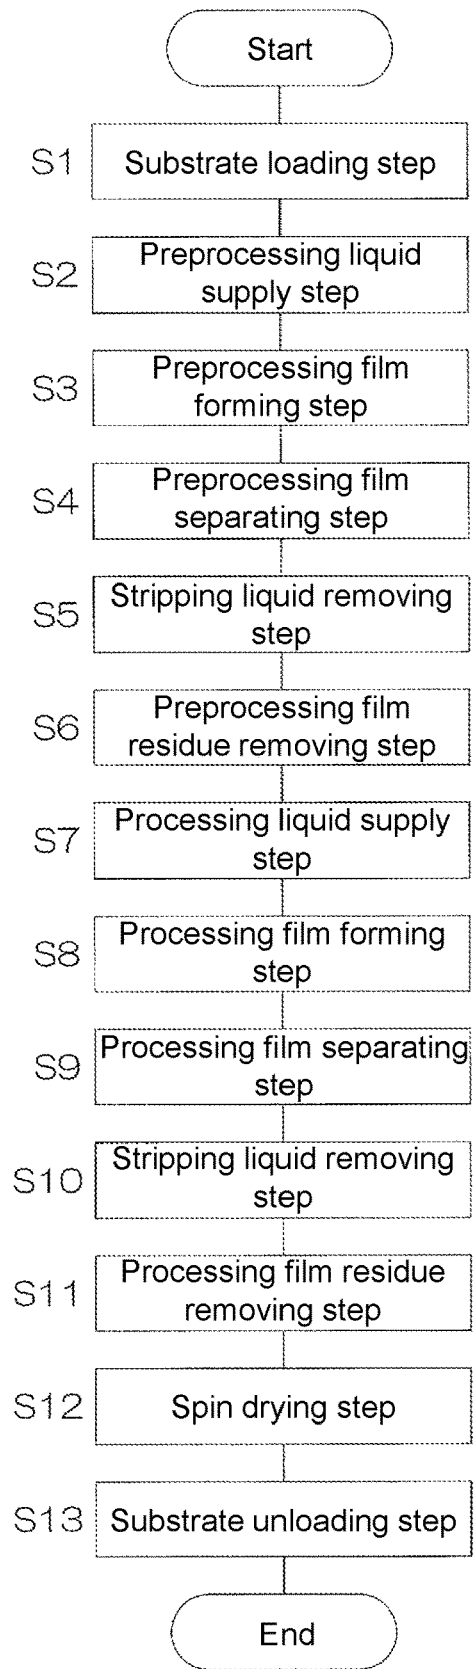 Start
S1
Substrate loading step
S2
Preprocessing liquid
supply step
S3
Preprocessing film
forming step
S4
Preprocessing film
separating step
S5
Stripping liquid removing
step
S6
Preprocessing film
residue removing step
S7
Processing liquid supply
step
S8
Processing film forming
step
S9
Processing film separating
step
S10
Stripping liquid removing
step
S11
Processing film residue
removing step
S12
Spin drying step
S13
Substrate unloading step
End